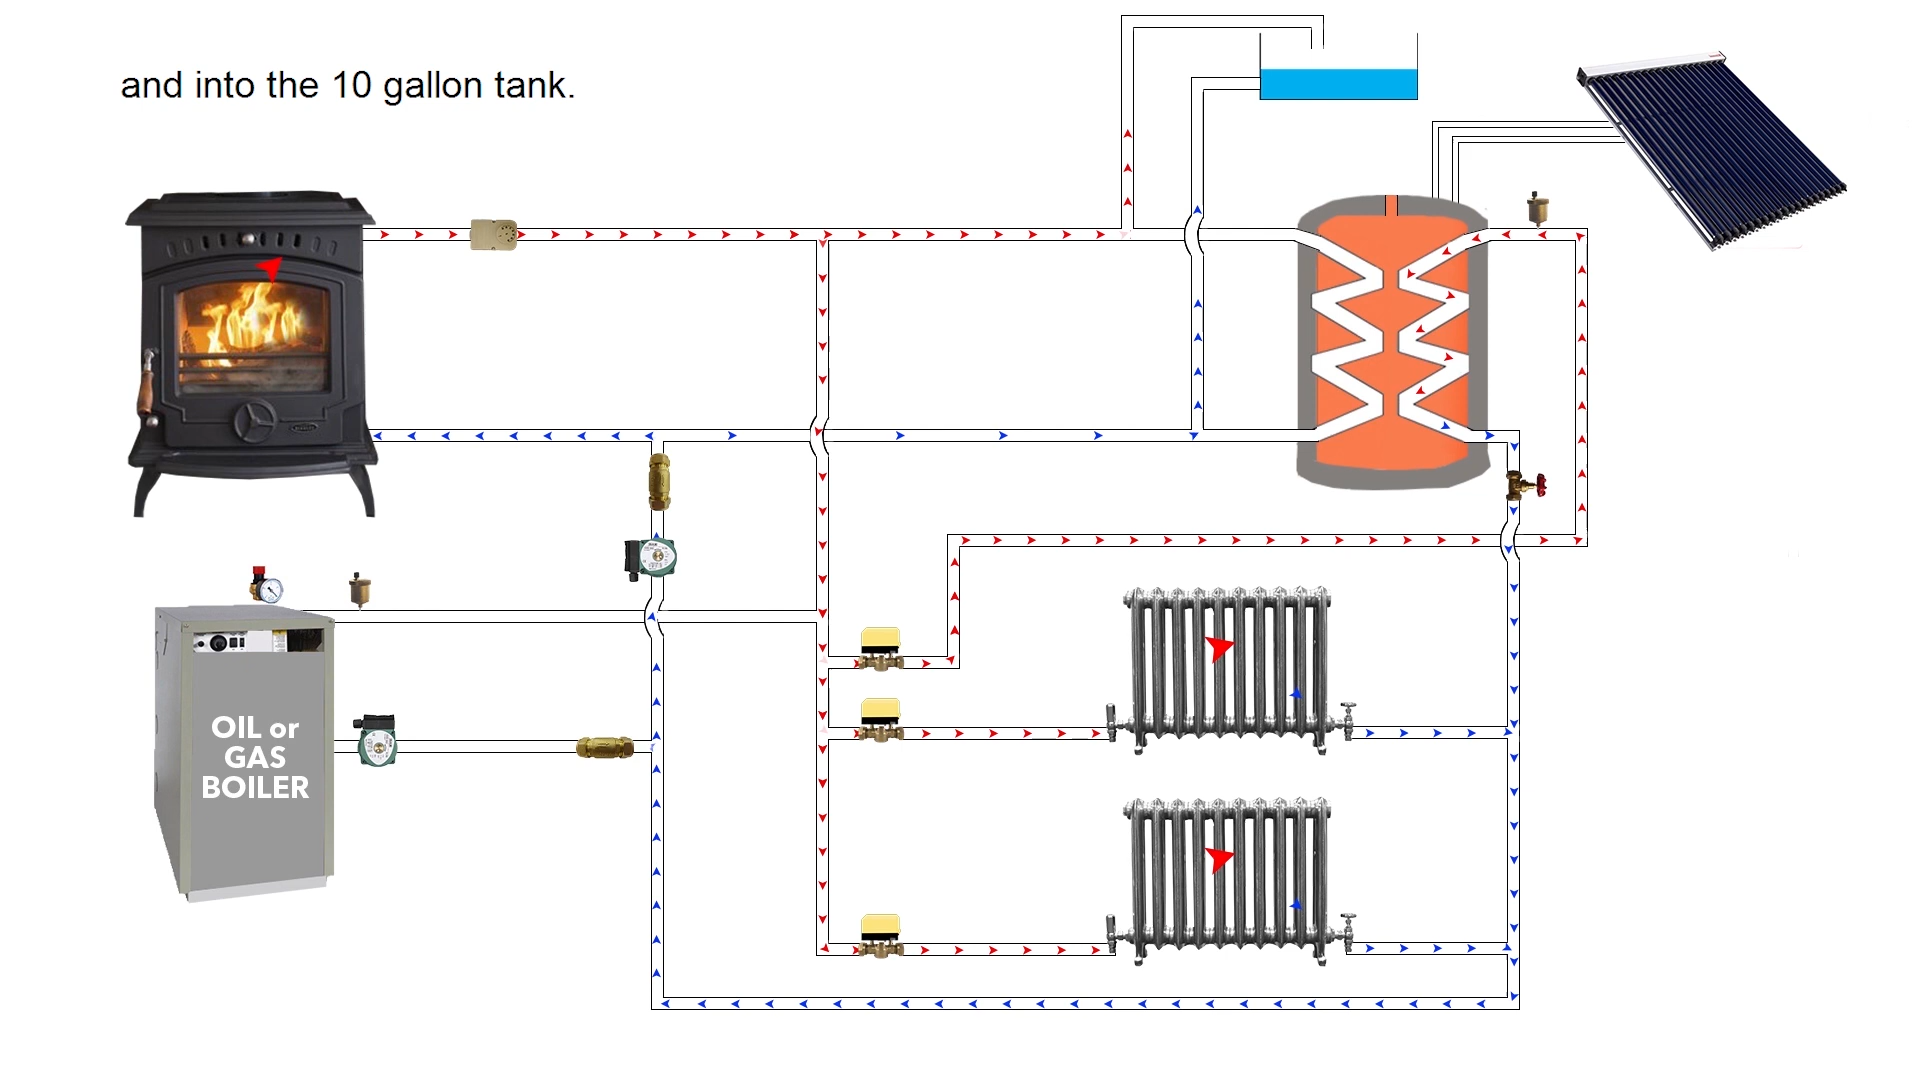 and into the 10 gallon tank.
OIL or
GAS
BOILER